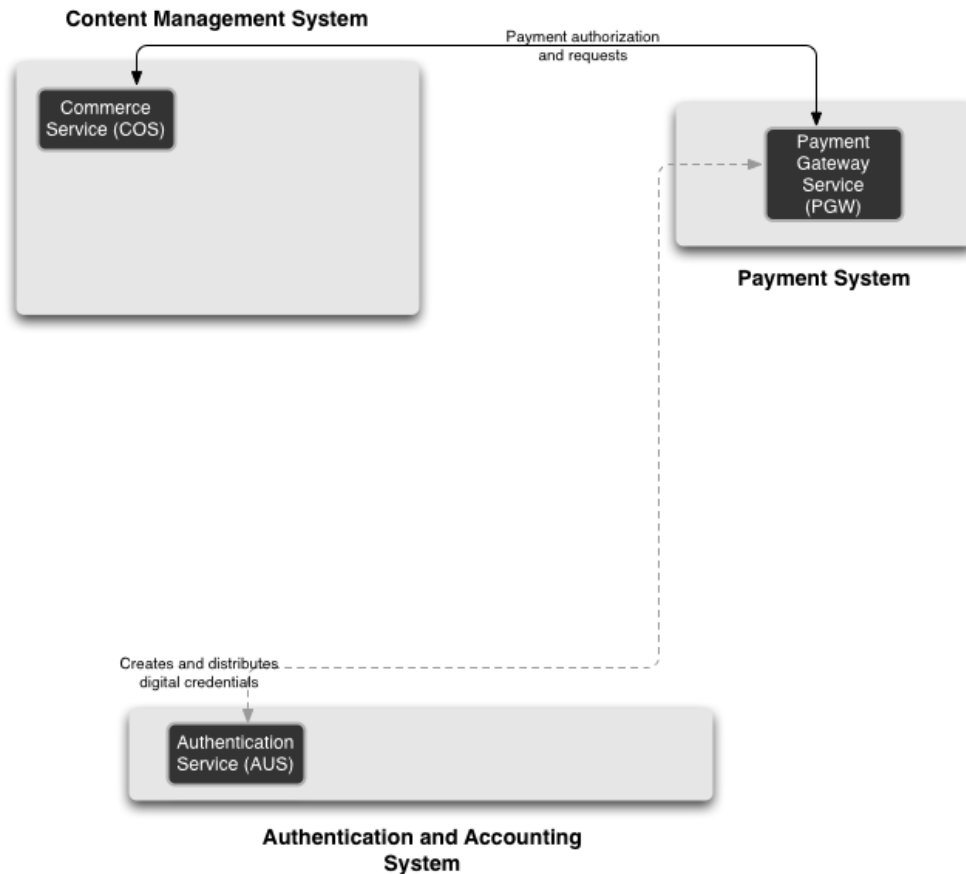 Content Management System
Payment authorization
and requests
Commerce
Service (COS)
Payment
Gateway
Service
(PGW)
Payment System
Creates and distributes
digital credentials
Authentication
Service (AUS)
Authentication and Accounting
System